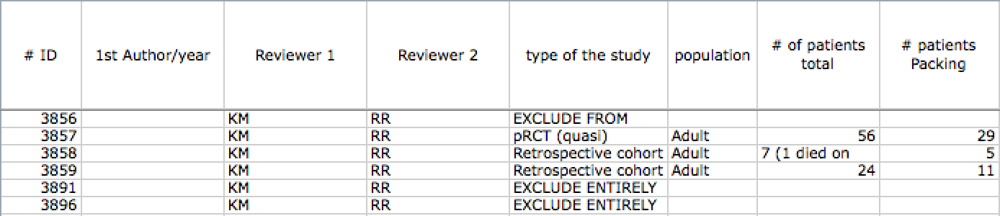 # ID 1st Author/year Reviewer 1 Reviewer 2 type of the study population # of patients total # patients Packing
3856 KM RR EXCLUDE FROM
3857 KM RR pRCT (quasi) Adult 56 29
3858 KM RR Retrospective cohort Adult 7 (1 died on 5
3859 KM RR Retrospective cohort Adult 24 11
3891 KM RR EXCLUDE ENTIRELY
3896 KM RR EXCLUDE ENTIRELY